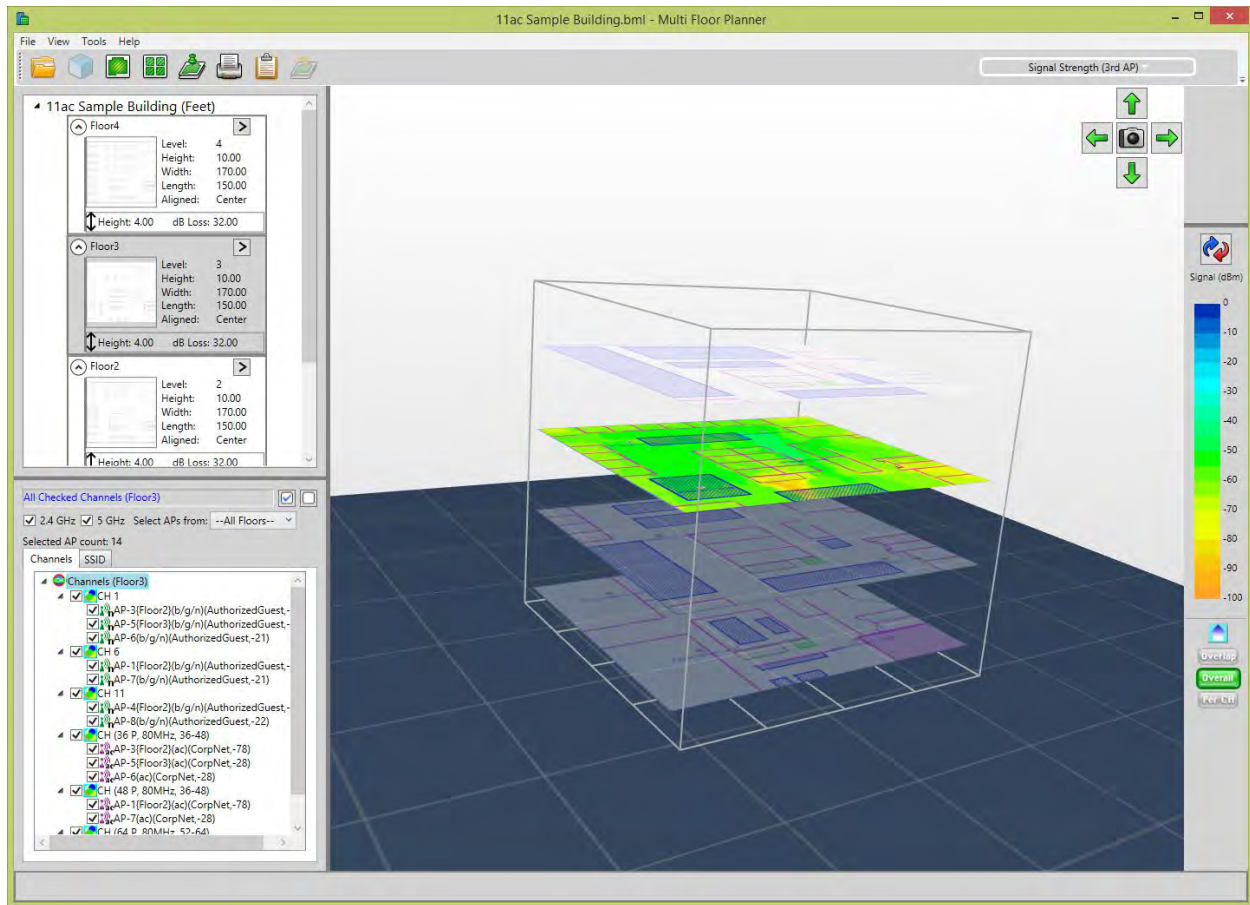 11ac Sample Building.bml - Multi Floor Planner
File View Tools Help
Signal Strength (3rd AP)
11ac Sample Building (Feet)
Floor4
Level: 4
Height: 10.00
Width: 170.00
Length: 150.00
Aligned: Center
Height: 4.00 dB Loss: 32.00
Floor3
Level: 3
Height: 10.00
Width: 170.00
Length: 150.00
Aligned: Center
Height: 4.00 dB Loss: 32.00
Floor2
Level: 2
Height: 10.00
Width: 170.00
Length: 150.00
Aligned: Center
Height: 4.00 dB Loss: 32.00
All Checked Channels (Floor3)
2.4 GHz 5 GHz Select APs from: --All Floors--
Selected AP count: 14
Channels SSID
Channels (Floor3)
CH 1
AP-3{Floor2}(b/g/n)(AuthorizedGuest,-
AP-5{Floor3}(b/g/n)(AuthorizedGuest,-
AP-6(b/g/n)(AuthorizedGuest,-21)
CH 6
AP-1{Floor2}(b/g/n)(AuthorizedGuest,-
AP-7(b/g/n)(AuthorizedGuest,-21)
CH 11
AP-4{Floor2}(b/g/n)(AuthorizedGuest,-
AP-8(b/g/n)(AuthorizedGuest,-22)
CH (36 P, 80MHz, 36-48)
AP-3{Floor2}(ac)(CorpNet,-78)
AP-5{Floor3}(ac)(CorpNet,-28)
AP-6(ac)(CorpNet,-28)
CH (48 P, 80MHz, 36-48)
AP-1{Floor2}(ac)(CorpNet,-78)
AP-7(ac)(CorpNet,-28)
CH (64 P, 80MHz, 52-64)
Signal (dBm)
0
-10
-20
-30
-40
-50
-60
-70
-80
-90
-100
Overlap
Overall
Per CH